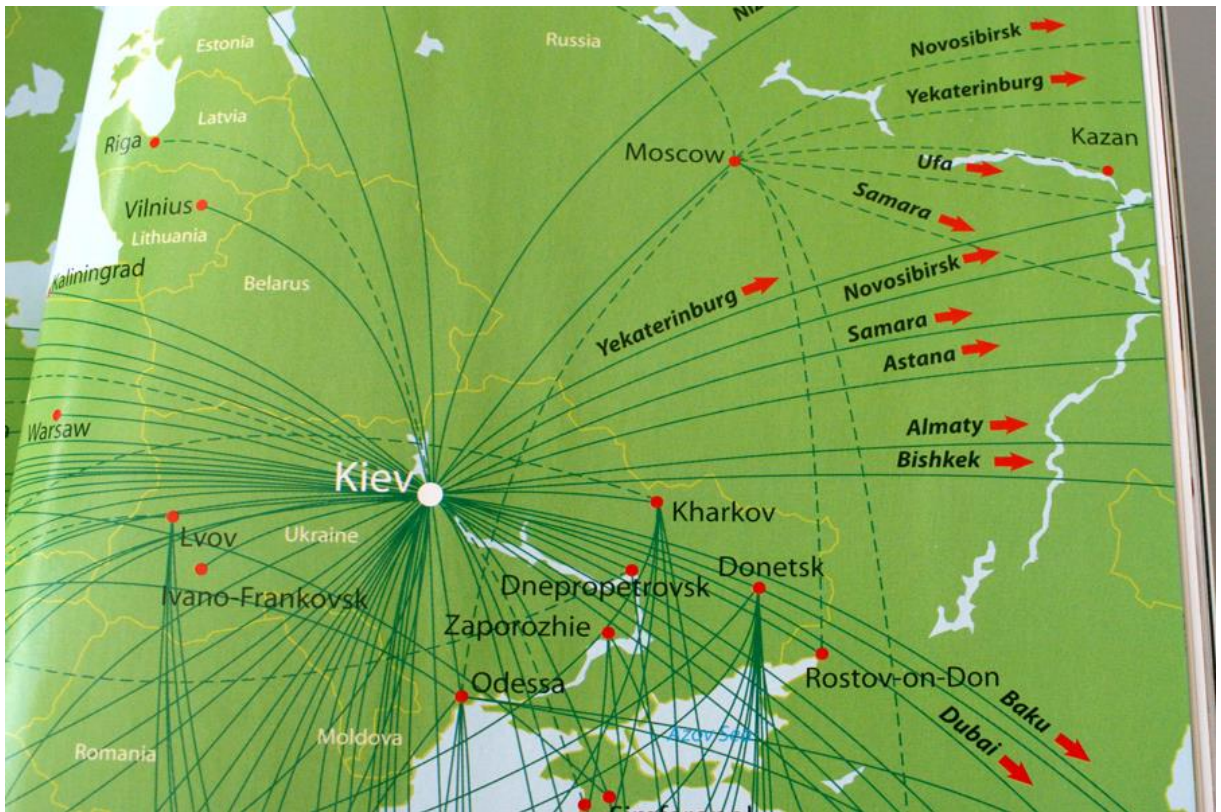 Estonia
Russia
Novosibirsk
Yekaterinburg
Latvia
Riga
Moscow
Kazan
Ufa
Samara
Vilnius
Lithuania
Kaliningrad
Belarus
Novosibirsk
Yekaterinburg
Samara
Astana
Warsaw
Almaty
Bishkek
Kiev
Kharkov
Lvov
Ukraine
Donetsk
Dnepropetrovsk
Ivano-Frankovsk
Zaporozhie
Rostov-on-Don
Odessa
Baku
Dubai
Azov Sea
Moldova
Romania